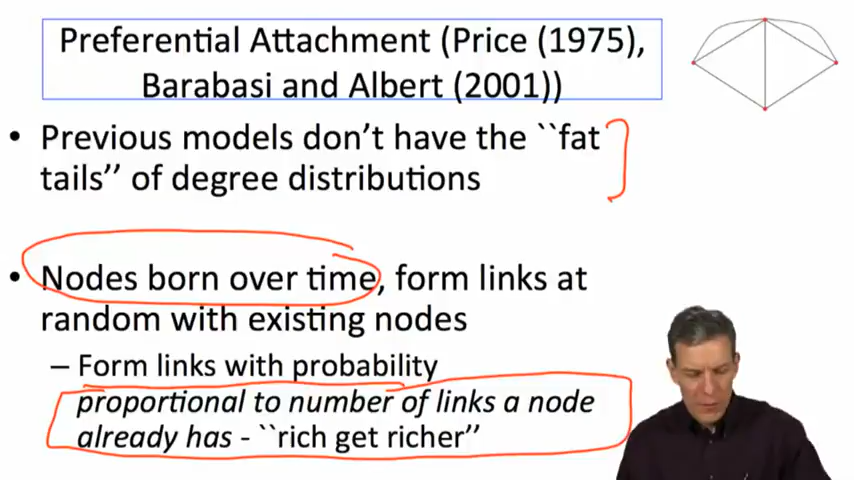 Preferential Attachment (Price (1975),
Barabasi and Albert (2001))
• Previous models don’t have the ``fat
tails’’ of degree distributions
• Nodes born over time, form links at
random with existing nodes
– Form links with probability
proportional to number of links a node
already has - ``rich get richer’’